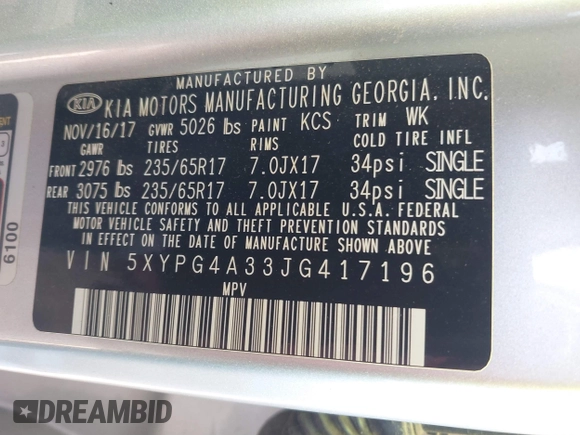 MANUFACTURED BY
KIA KIA MOTORS MANUFACTURING GEORGIA, INC.
NOV/16/17 GVWR 5026 lbs PAINT KCS TRIM WK
GAWR TIRES RIMS COLD TIRE INFL
FRONT 2976 lbs 235/65R17 7.0JX17 34psi SINGLE
REAR 3075 lbs 235/65R17 7.0JX17 34psi SINGLE
THIS VEHICLE CONFORMS TO ALL APPLICABLE U.S.A. FEDERAL
MOTOR VEHICLE SAFETY AND THEFT PREVENTION STANDARDS
IN EFFECT ON THE DATE OF MANUFACTURE SHOWN ABOVE.
VIN 5XYPG4A33JG417196
MPV
6100
DREAMBID